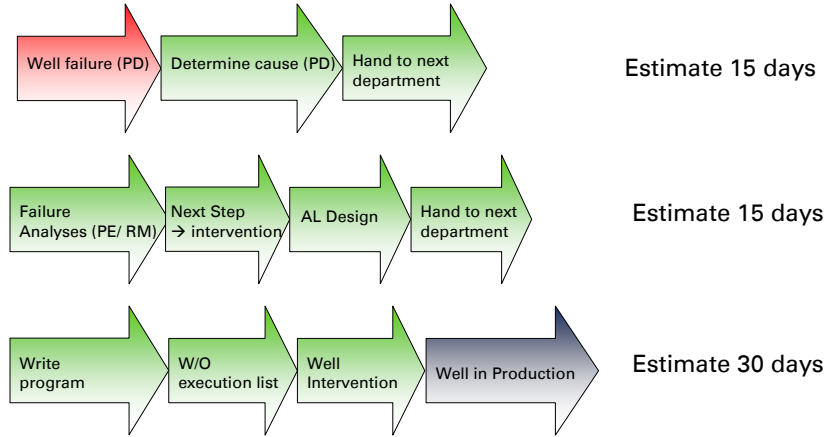 Well failure (PD)
Determine cause (PD)
Hand to next
department
Estimate 15 days
Failure
Analyses (PE/ RM)
Next Step
→ intervention
AL Design
Hand to next
department
Estimate 15 days
Write
program
W/O
execution list
Well
Intervention
Well in Production
Estimate 30 days